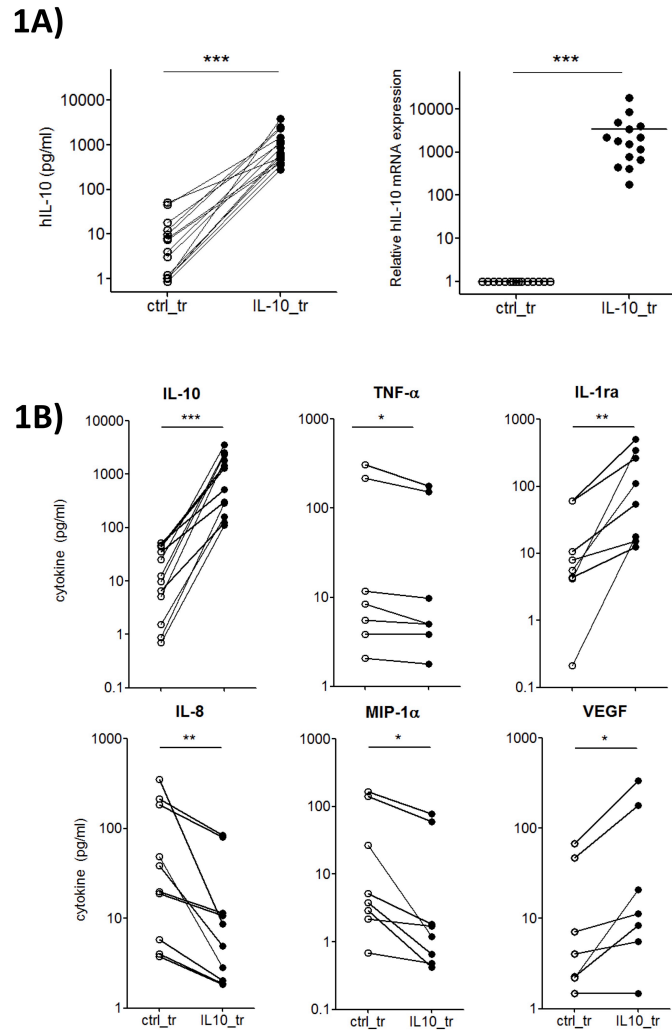 1A)
***
***
hIL-10 (pg/ml)
10000
1000
100
10
1
ctrl_tr
IL-10_tr
Relative hIL-10 mRNA expression
10000
1000
100
10
1
ctrl_tr
IL-10_tr
1B)
IL-10
TNF-α
IL-1ra
***
*
**
cytokine (pg/ml)
10000
1000
100
10
1
0.1
1000
100
10
1
1000
100
10
1
0.1
IL-8
MIP-1α
VEGF
**
*
*
cytokine (pg/ml)
1000
100
10
1
1000
100
10
1
0.1
1000
100
10
1
ctrl_tr
IL10_tr
ctrl_tr
IL10_tr
ctrl_tr
IL10_tr